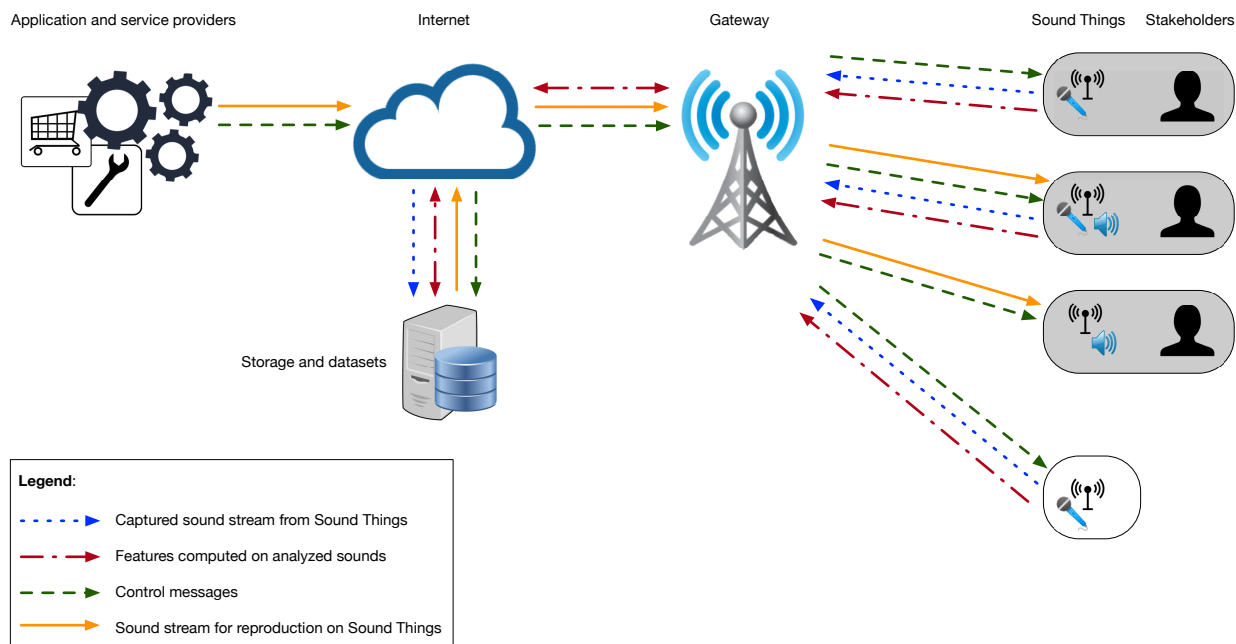 Application and service providers
Internet
Gateway
Sound Things
Stakeholders
Storage and datasets
Legend:
Captured sound stream from Sound Things
Features computed on analyzed sounds
Control messages
Sound stream for reproduction on Sound Things